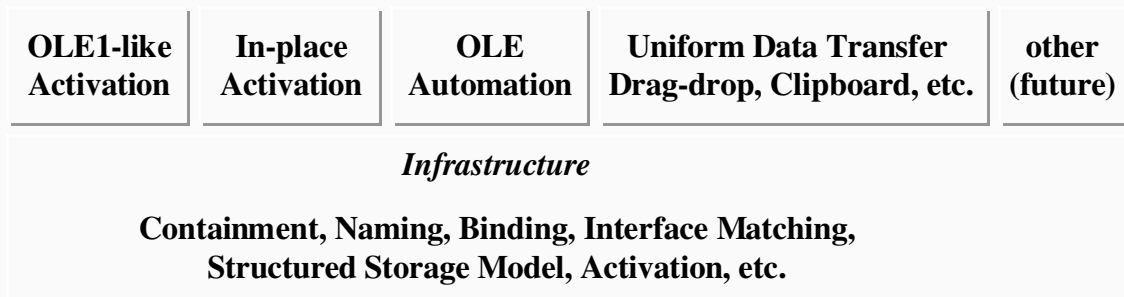 OLE1-like
Activation
In-place
Activation
OLE
Automation
Uniform Data Transfer
Drag-drop, Clipboard, etc.
other
(future)
Infrastructure
Containment, Naming, Binding, Interface Matching,
Structured Storage Model, Activation, etc.